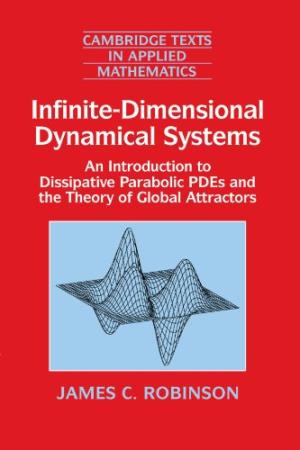 CAMBRIDGE TEXTS
IN APPLIED
MATHEMATICS
Infinite-Dimensional
Dynamical Systems
An Introduction to
Dissipative Parabolic PDEs and
the Theory of Global Attractors
JAMES C. ROBINSON